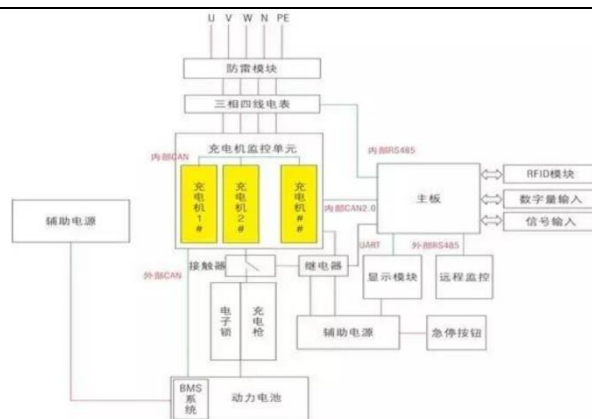 U V W N PE
防雷模块
三相四线电表
充电机监控单元
内部CAN
内部RS485
充电机1#
充电机2#
充电机##
主板
RFID模块
数字量输入
信号输入
辅助电源
内部CAN2.0
UART
外部RS485
接触器
继电器
显示模块
远程监控
外部CAN
电子锁
充电枪
辅助电源
急停按钮
BMS系统
动力电池